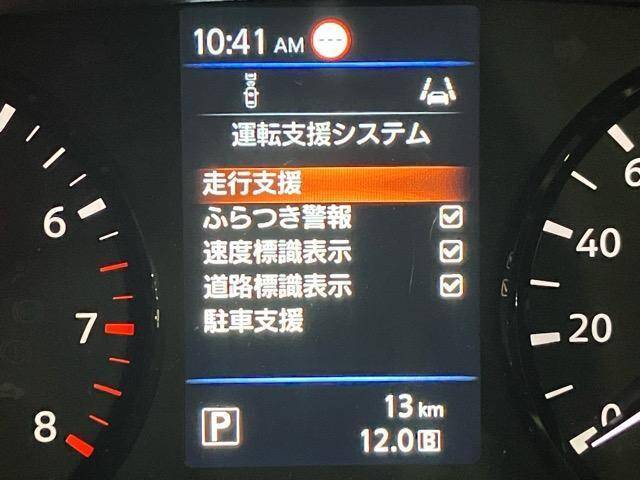 10:41 AM
運転支援システム
走行支援
ふらつき警報
速度標識表示
道路標識表示
駐車支援
P
13 km
12.0 B
6
7
8
40
20
0
6